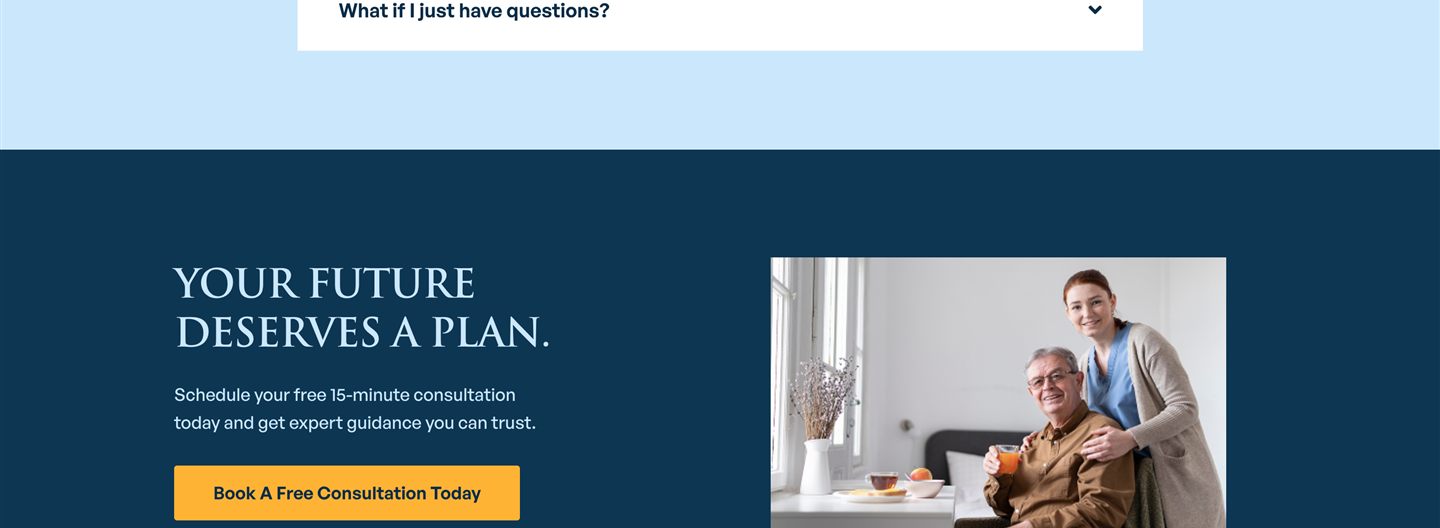 What if I just have questions?
YOUR FUTURE
DESERVES A PLAN.
Schedule your free 15-minute consultation
today and get expert guidance you can trust.
Book A Free Consultation Today